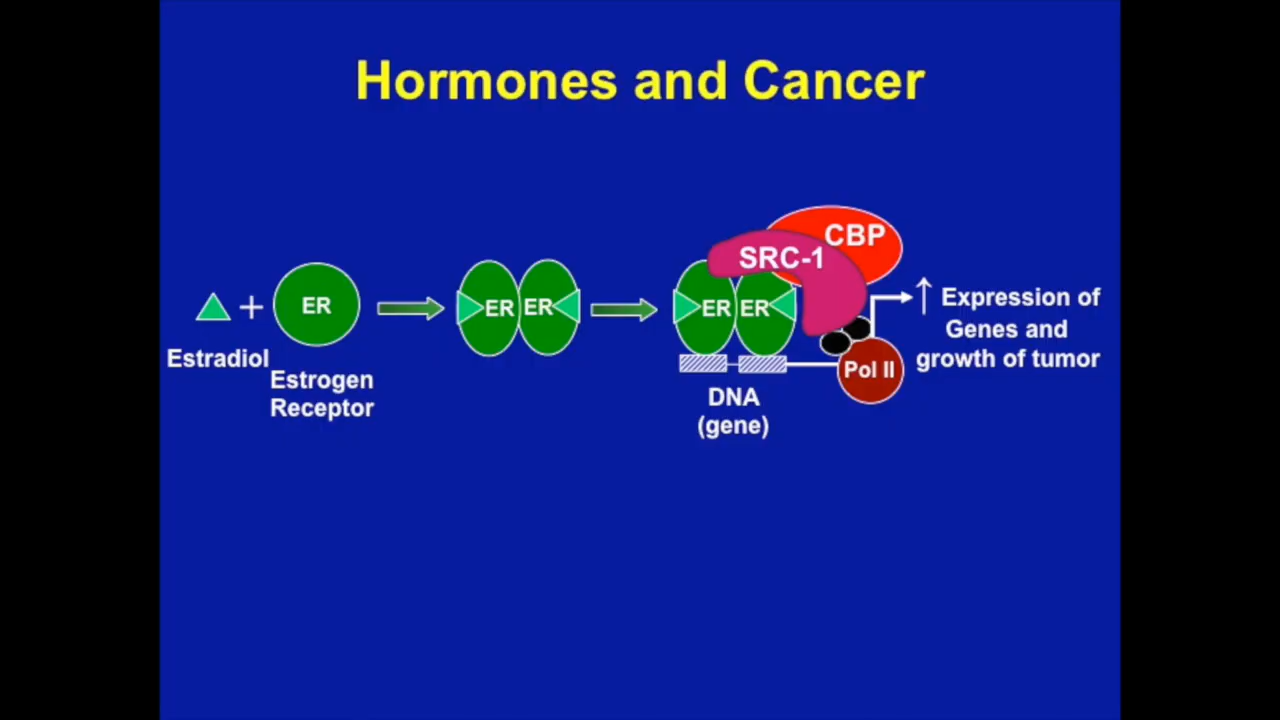 Hormones and Cancer
CBP
SRC-1
ER
ER
ER
ER
ER
Expression of
Genes and
growth of tumor
Estradiol
Estrogen
Receptor
Pol II
DNA
(gene)